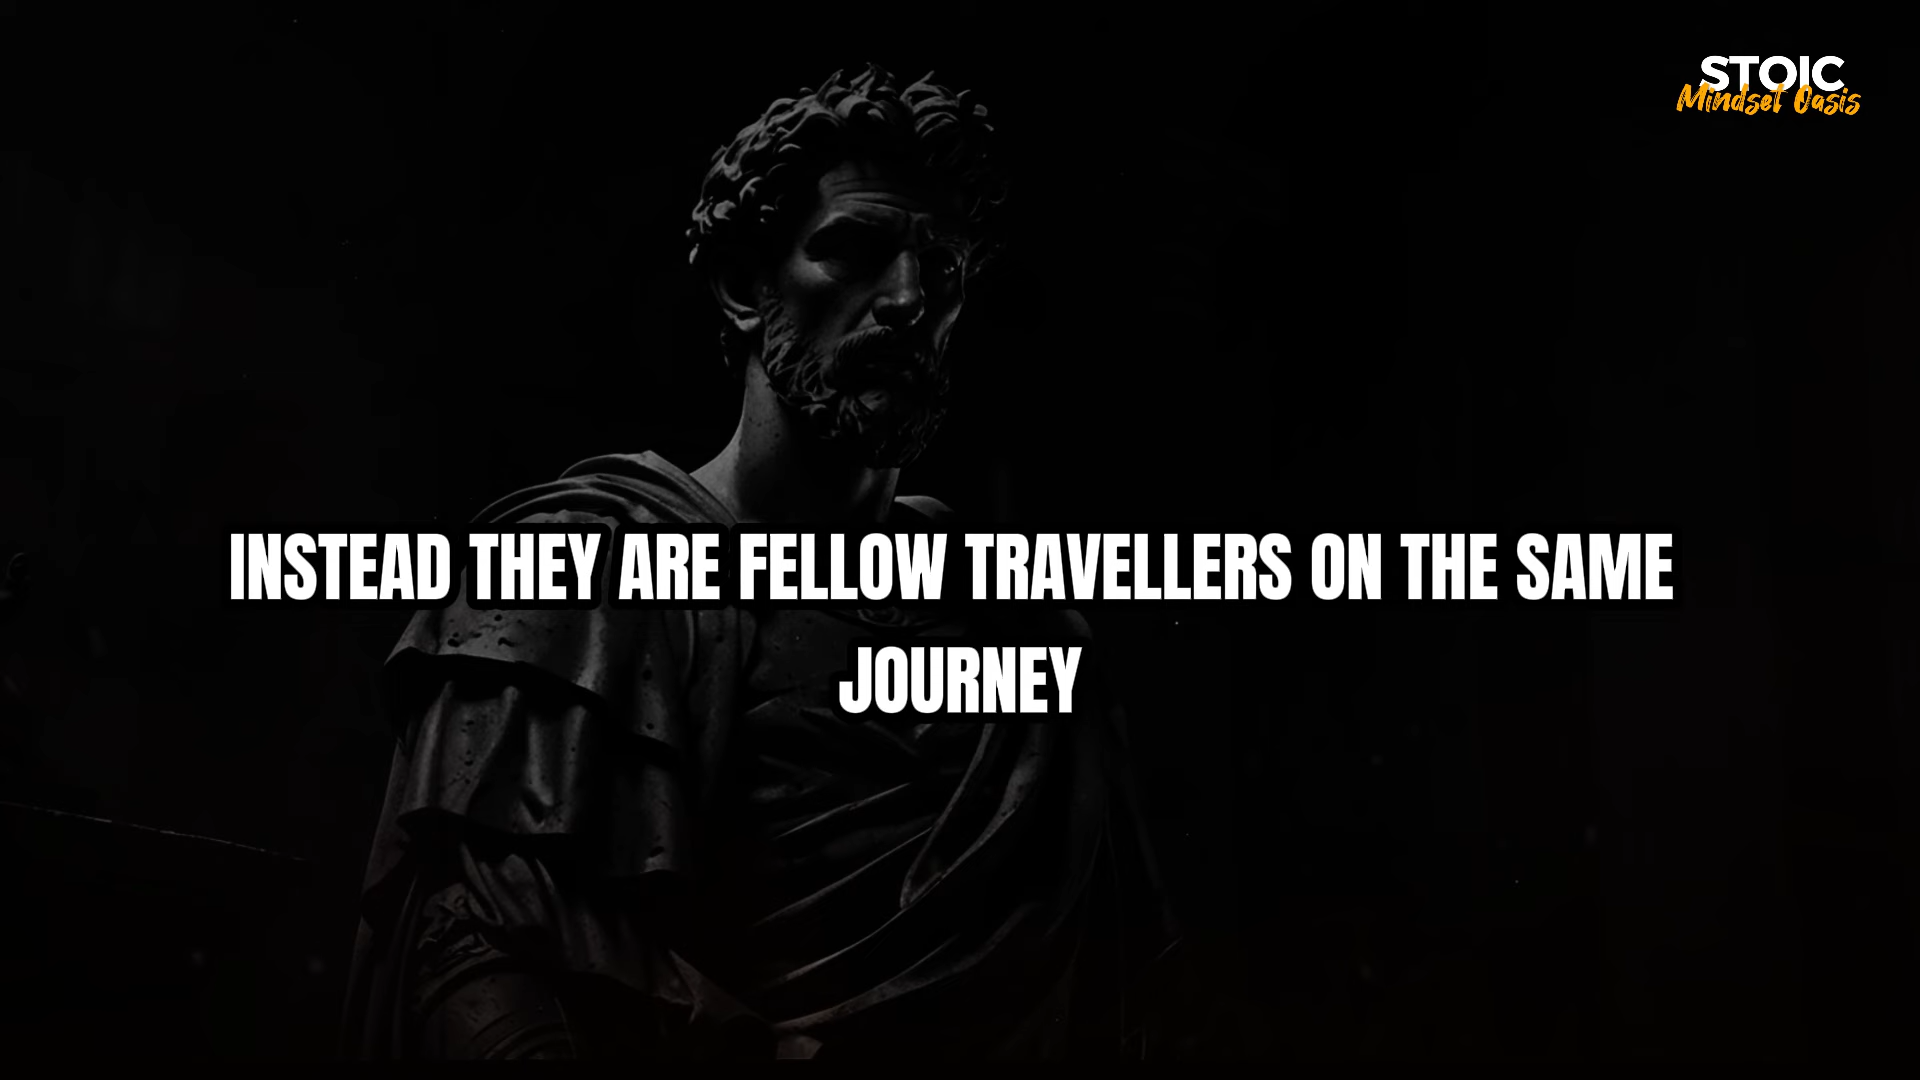 STOIC
Mindset Oasis
INSTEAD THEY ARE FELLOW TRAVELLERS ON THE SAME
JOURNEY